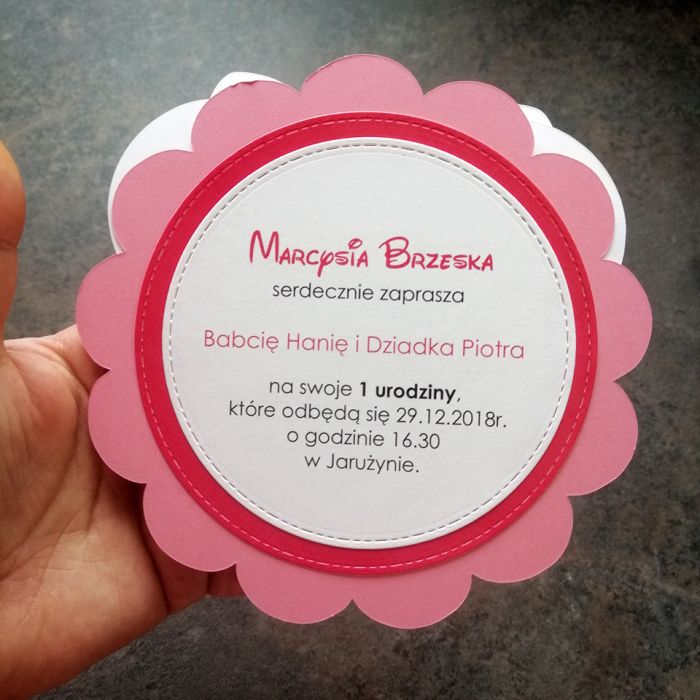 Marcysia Brzeska
serdecznie zaprasza
Babcię Hanię i Dziadka Piotra
na swoje 1 urodziny,
które odbędą się 29.12.2018r.
o godzinie 16.30
w Jarużynie.